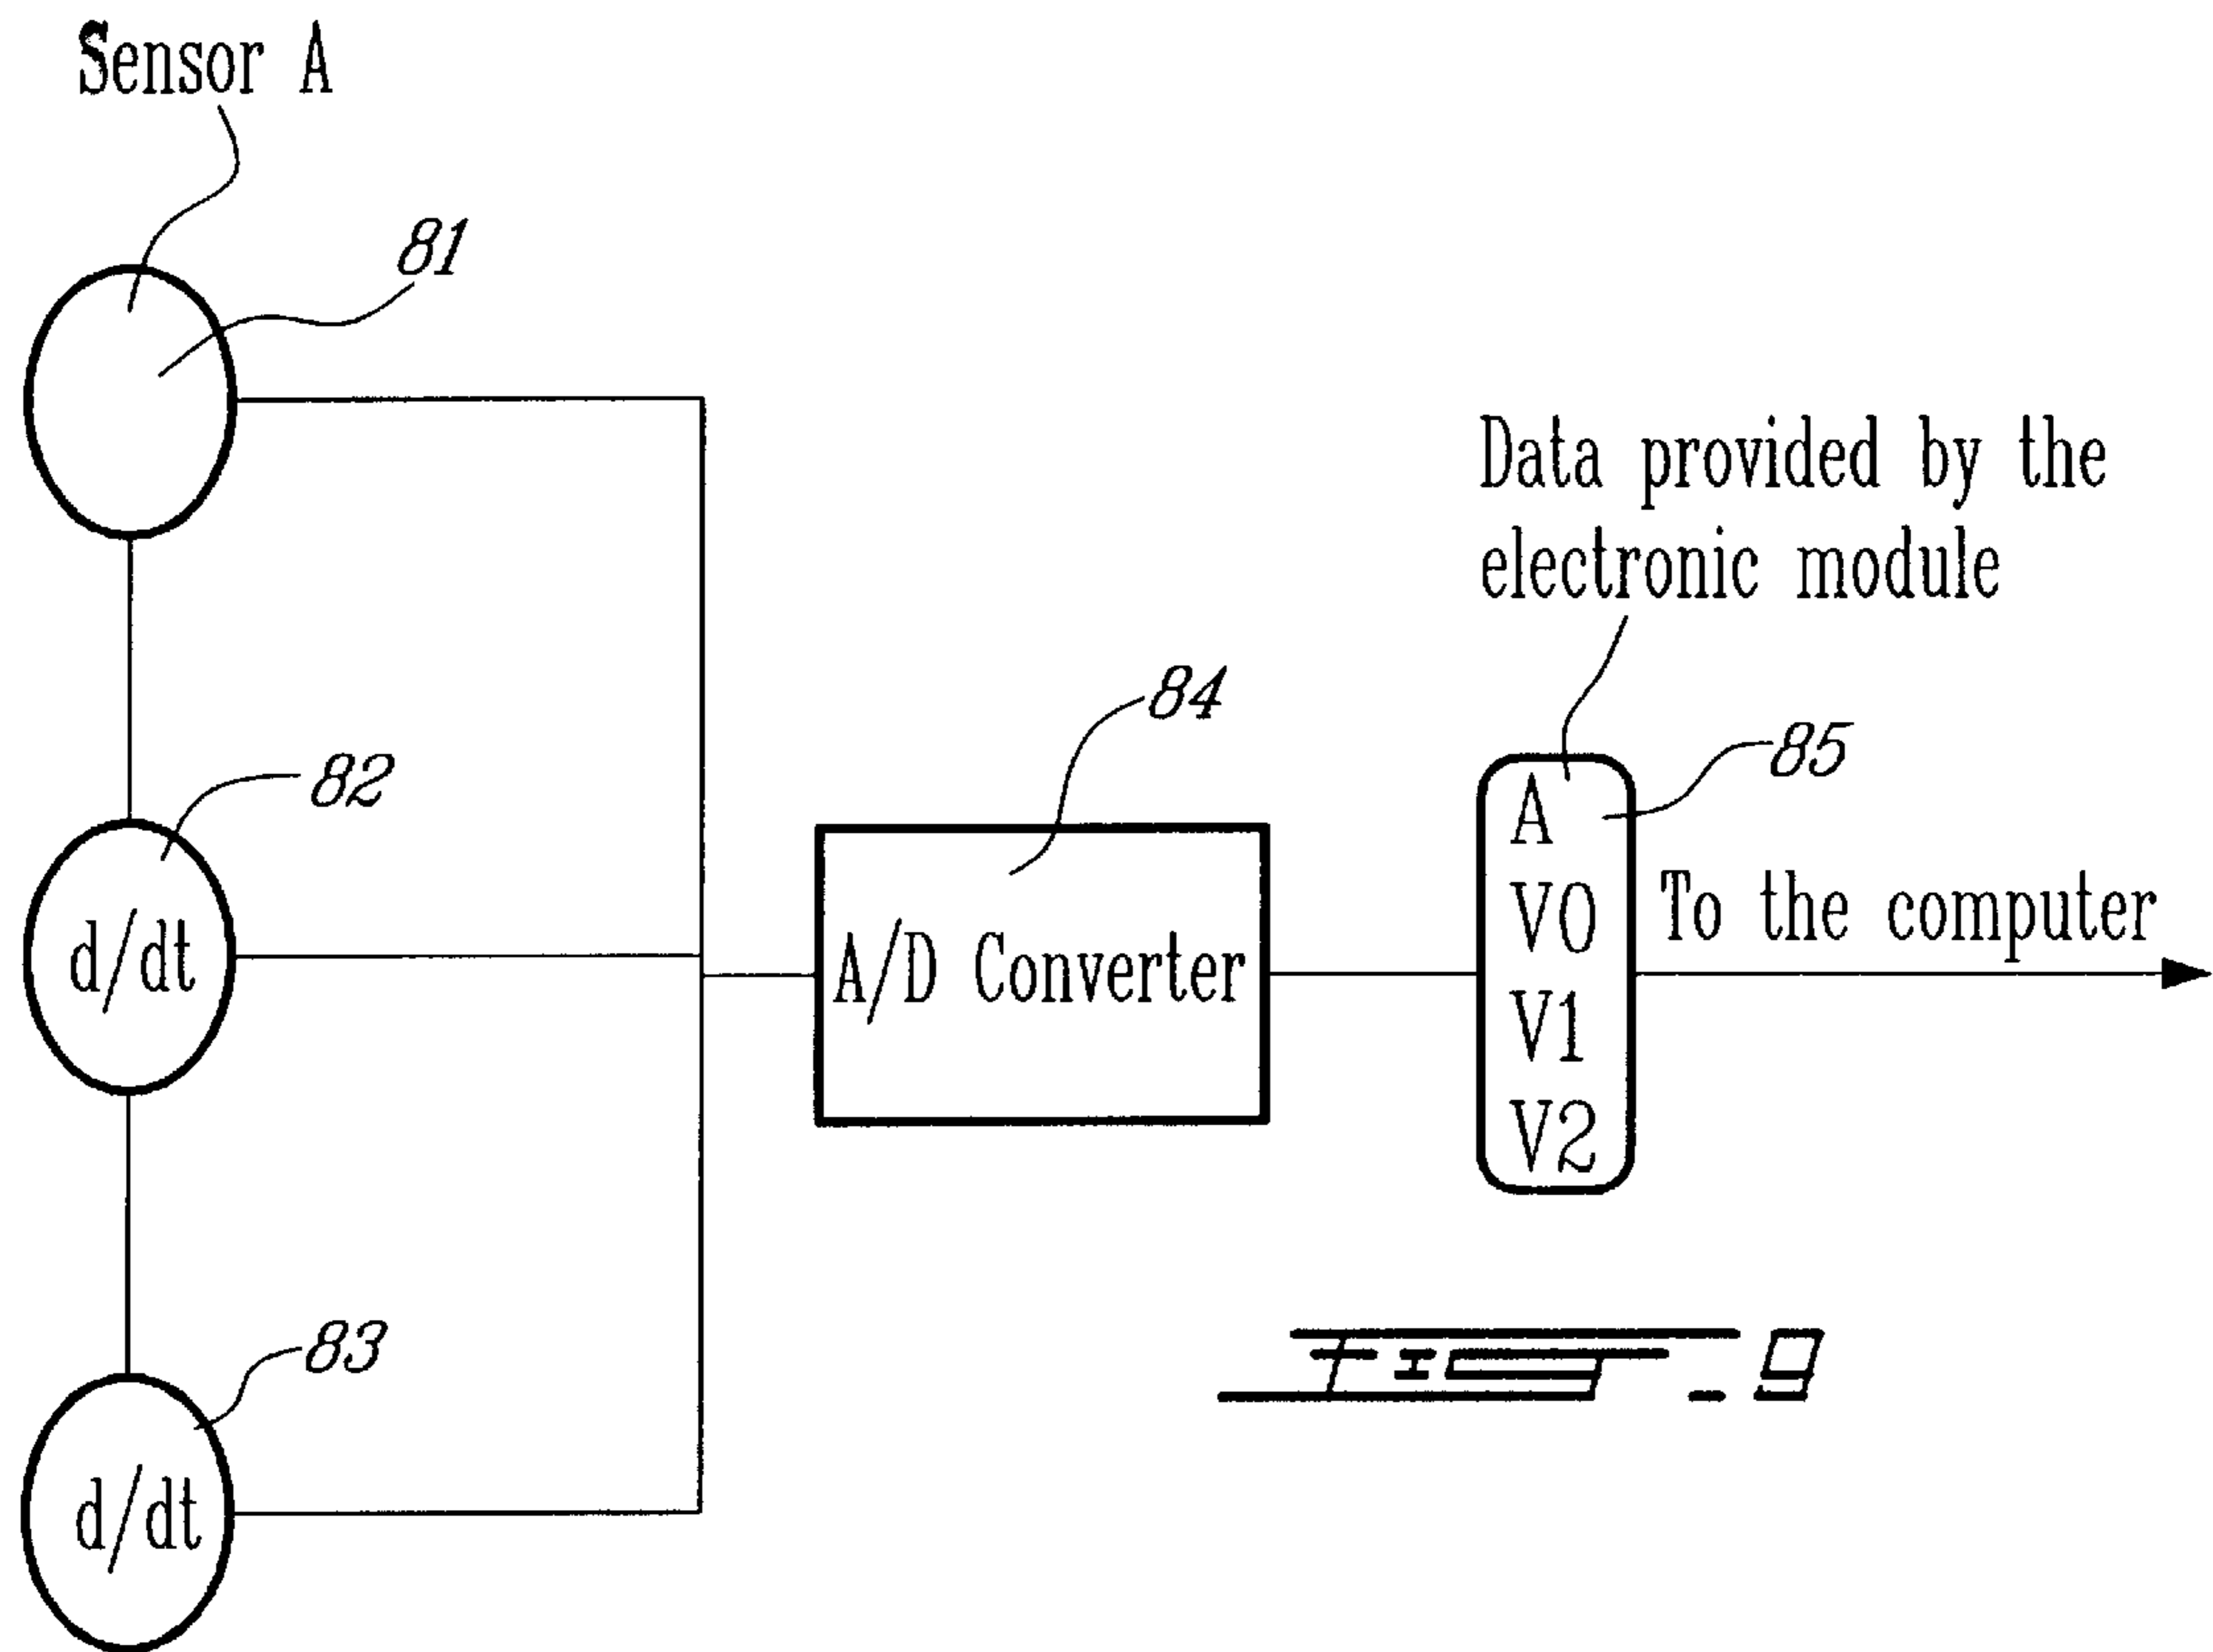 Sensor A
81
Data provided by the
electronic module
84
85
82
A
V0
To the computer
d/dt
A/D Converter
V1
V2
83
d/dt
FIG - 9